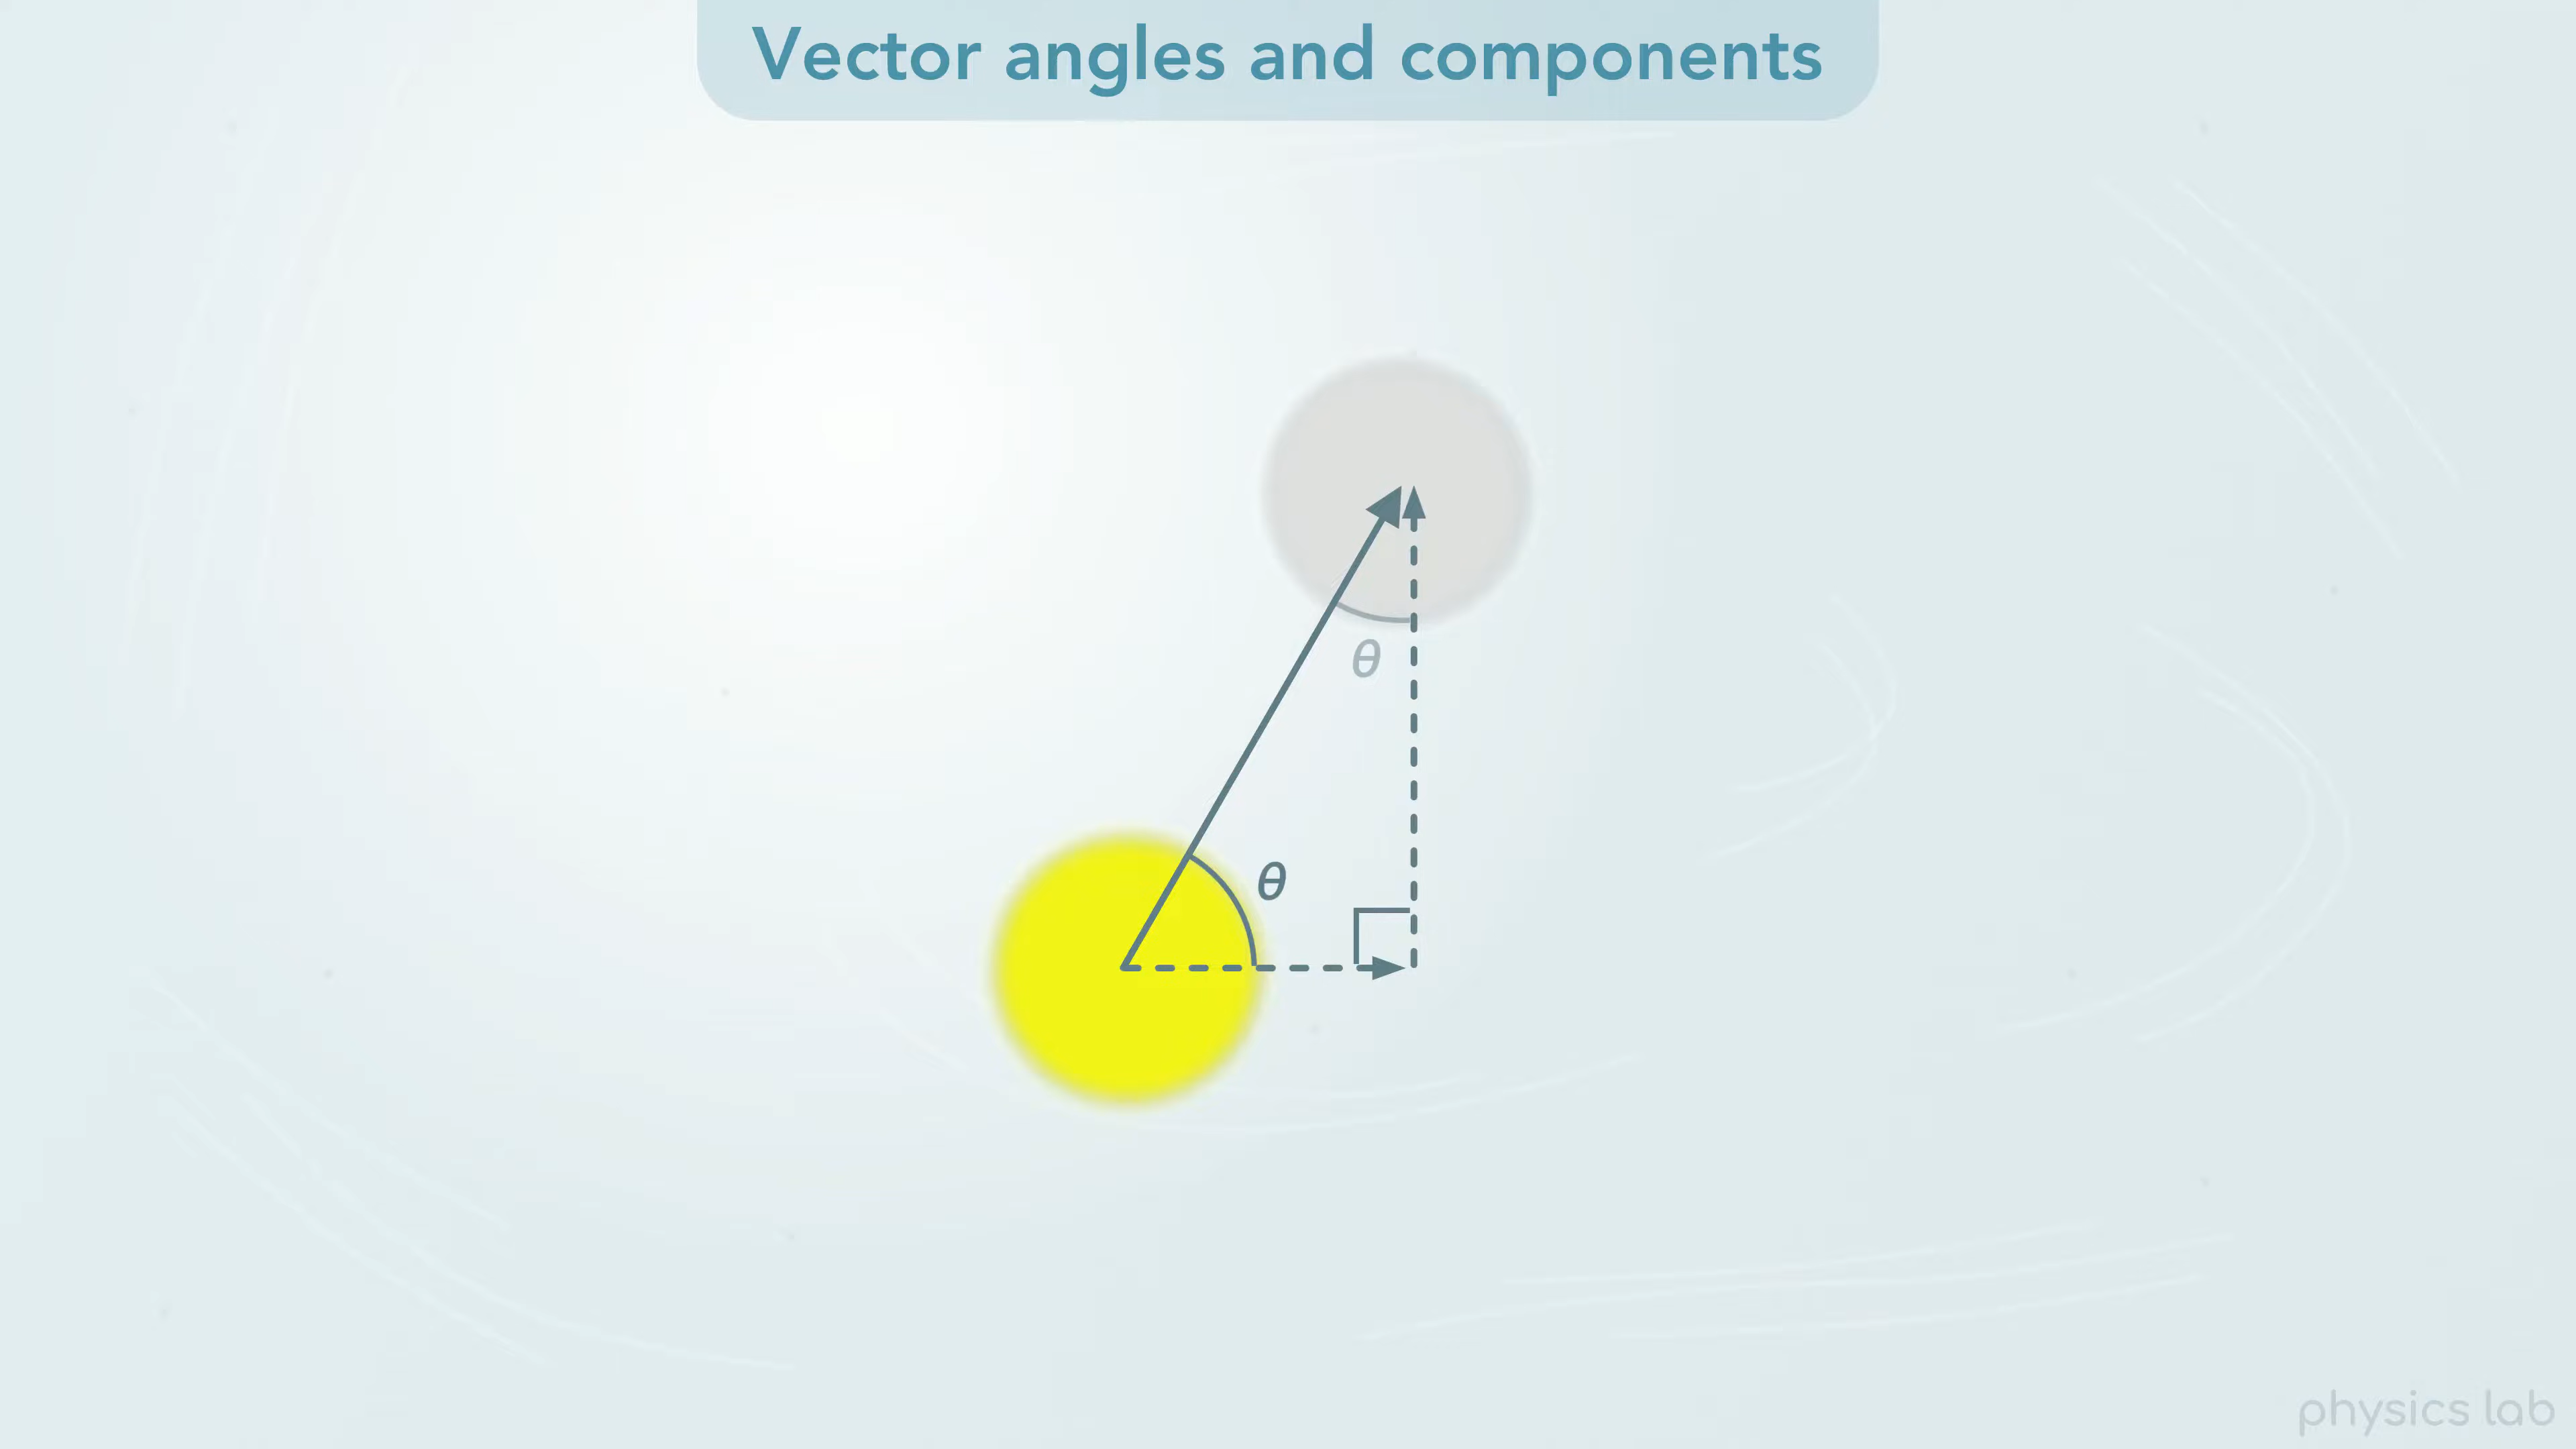 Vector angles and components
θ
θ
physics lab